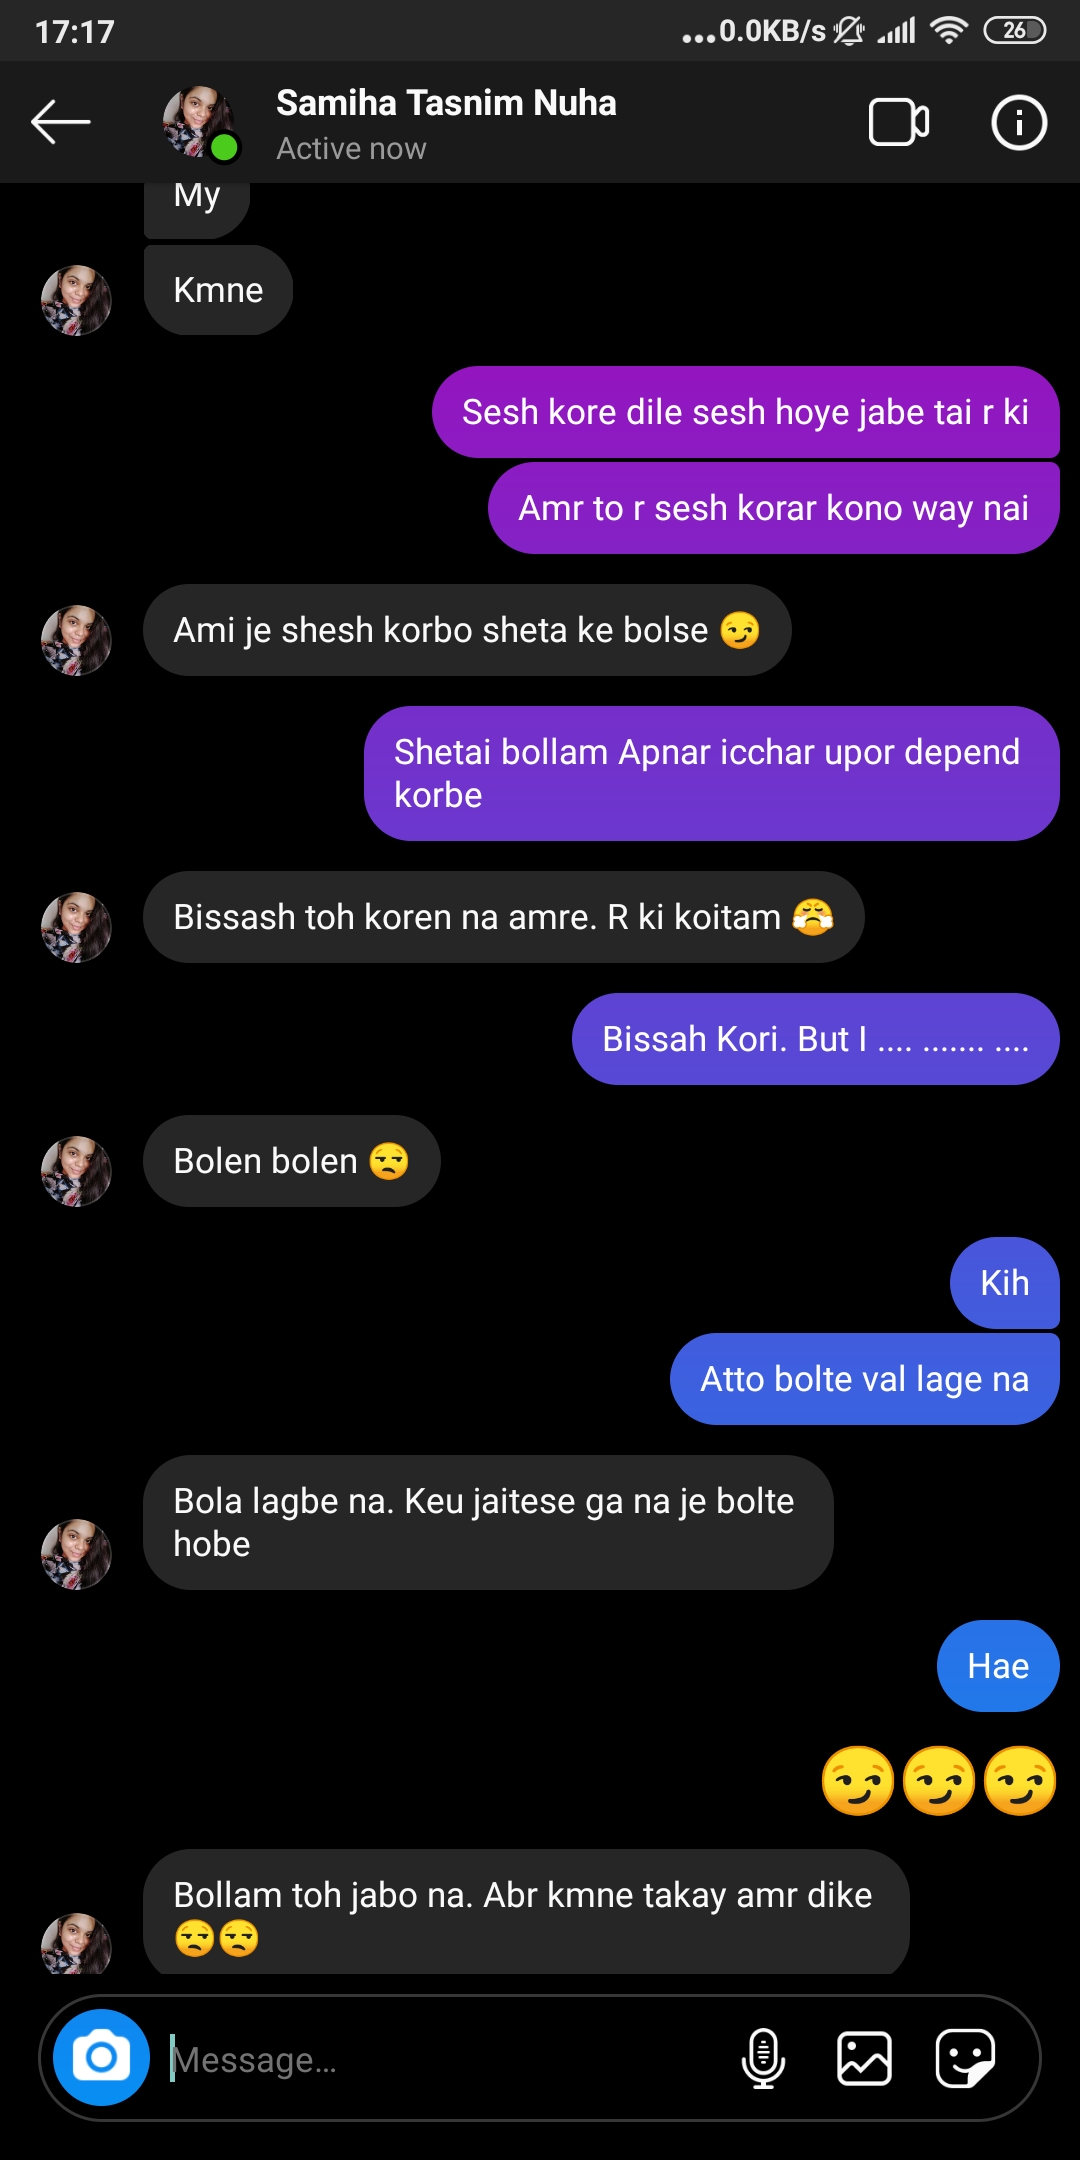 17:17
...0.0KB/s
26
Samiha Tasnim Nuha
Active now
My
Kmne
Sesh kore dile sesh hoye jabe tai r ki
Amr to r sesh korar kono way nai
Ami je shesh korbo sheta ke bolse 😏
Shetai bollam Apnar icchar upor depend
korbe
Bissash toh koren na amre. R ki koitam 😤
Bissah Kori. But I .... ....... ....
Bolen bolen 😒
Kih
Atto bolte val lage na
Bola lagbe na. Keu jaitese ga na je bolte
hobe
Hae
😏😏😏
Bollam toh jabo na. Abr kmne takay amr dike
😒😒
Message...